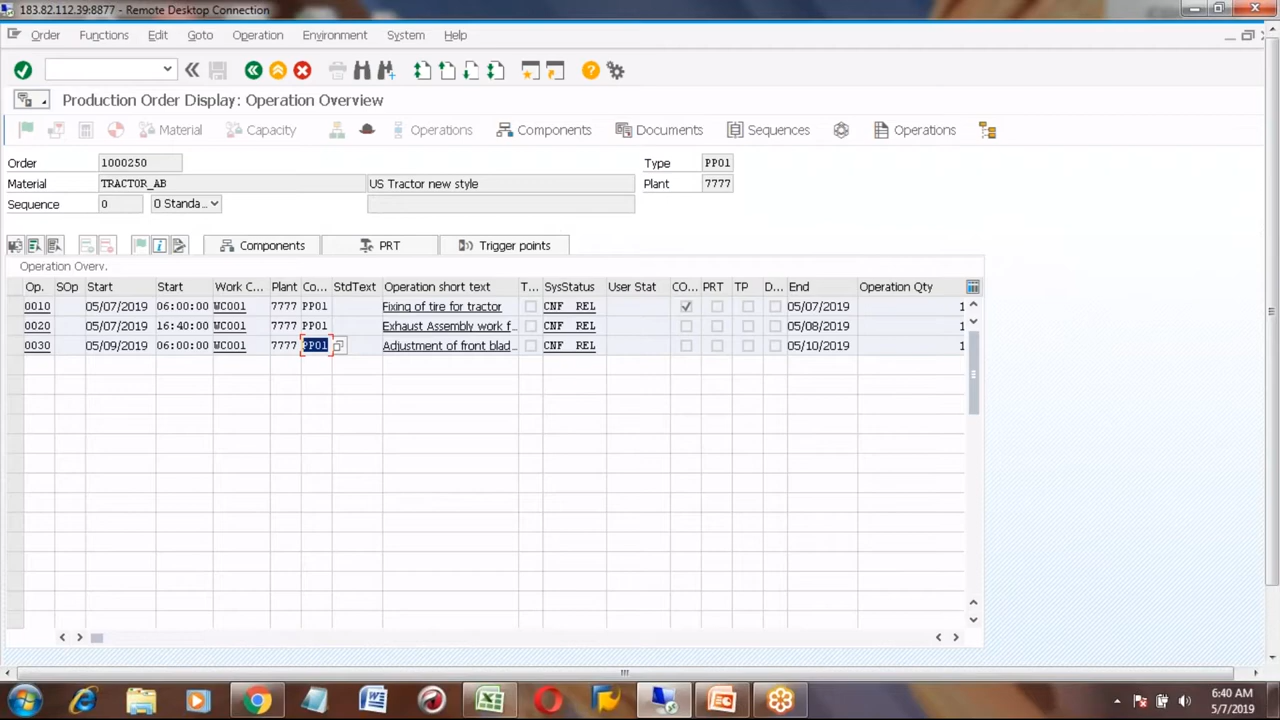 183.82.112.39:8877 - Remote Desktop Connection
Order Functions Edit Goto Operation Environment System Help
Production Order Display: Operation Overview
Material Capacity Operations Components Documents Sequences Operations
Order 1000250 Type PP01
Material TRACTOR_AB US Tractor new style Plant 7777
Sequence 0 0 Standa...
Components PRT Trigger points
Operation Overv.
Op. SOp Start Start Work C... Plant Co... StdText Operation short text T... SysStatus User Stat CO... PRT TP D... End Operation Qty
0010 05/07/2019 06:00:00 WC001 7777 PP01 Fixing of tire for tractor CNF REL 05/07/2019 1
0020 05/07/2019 16:40:00 WC001 7777 PP01 Exhaust Assembly work f... CNF REL 05/08/2019 1
0030 05/09/2019 06:00:00 WC001 7777 PP01 Adjustment of front blad... CNF REL 05/10/2019 1
6:40 AM
5/7/2019